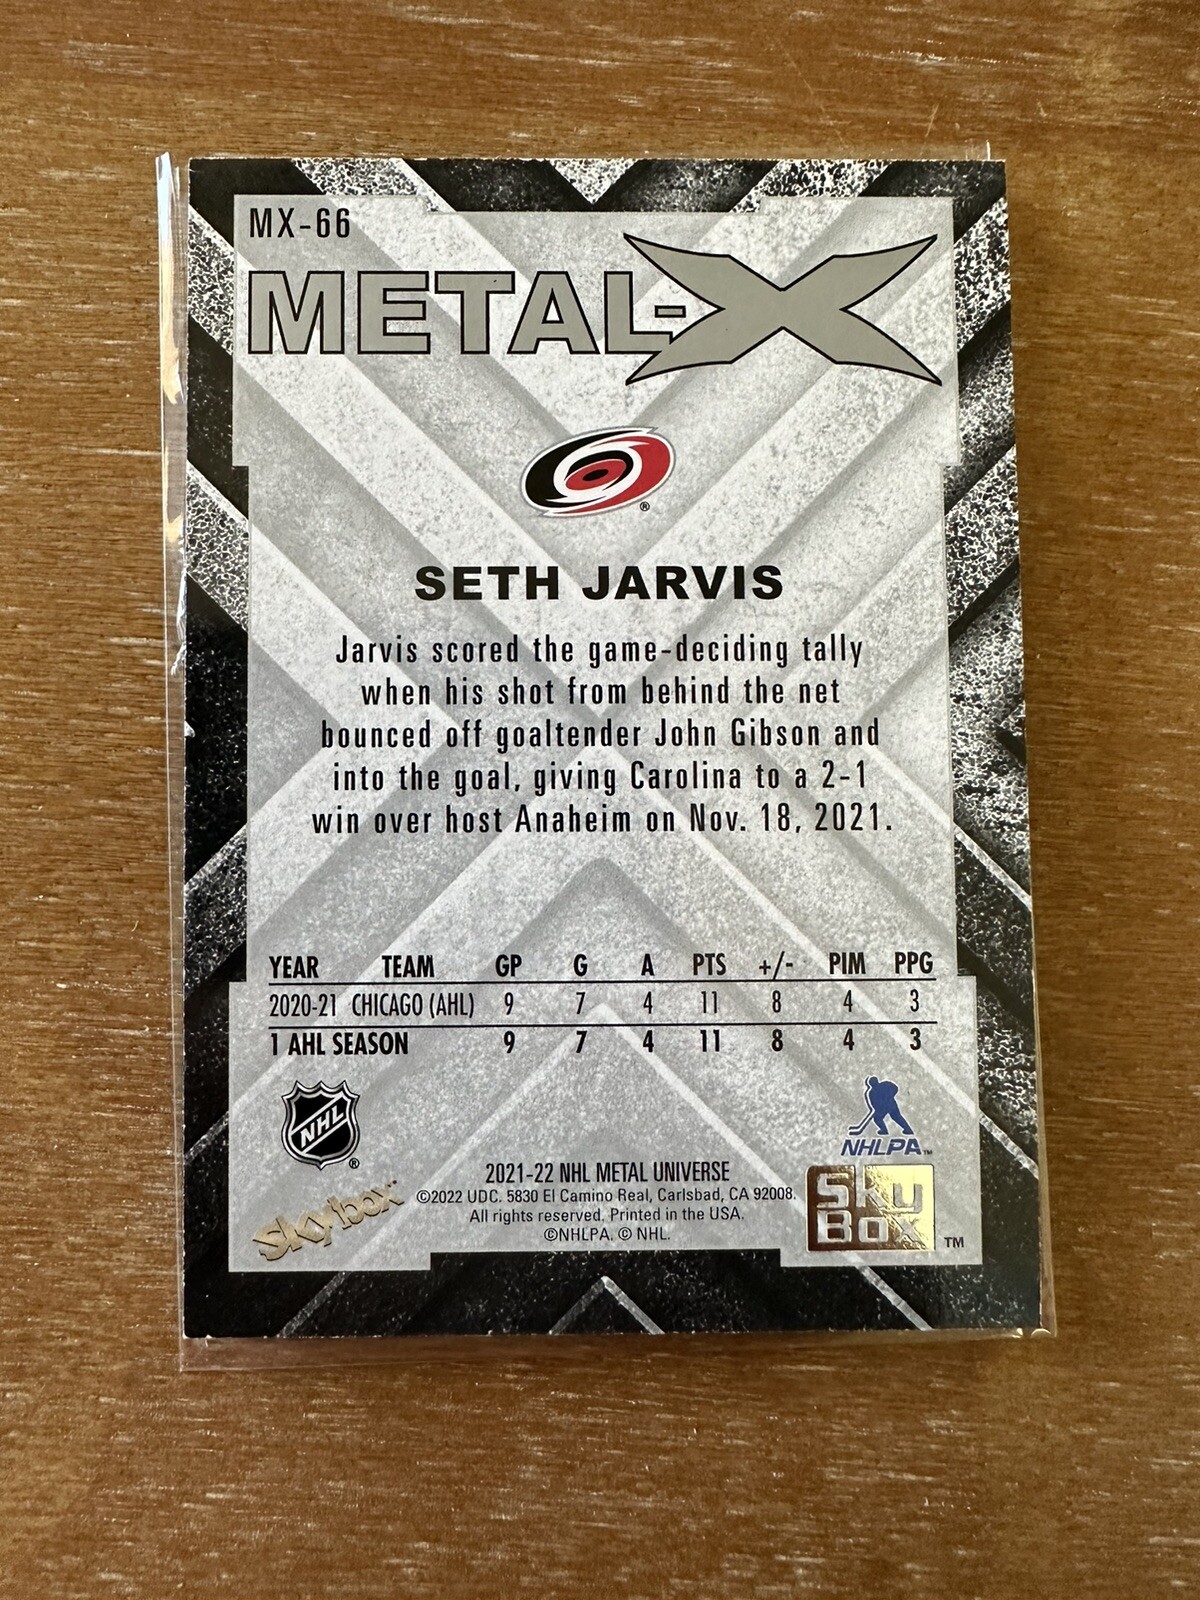 MX-66
METAL-X
®
SETH JARVIS
Jarvis scored the game-deciding tally
when his shot from behind the net
bounced off goaltender John Gibson and
into the goal, giving Carolina to a 2-1
win over host Anaheim on Nov. 18, 2021.
YEAR TEAM GP G A PTS +/- PIM PPG
2020-21 CHICAGO (AHL) 9 7 4 11 8 4 3
1 AHL SEASON 9 7 4 11 8 4 3
NHL ®
NHLPA™
Skybox™
2021-22 NHL METAL UNIVERSE
©2022 UDC. 5830 El Camino Real, Carlsbad, CA 92008.
All rights reserved. Printed in the USA.
©NHLPA. © NHL.
Sky
Box ™